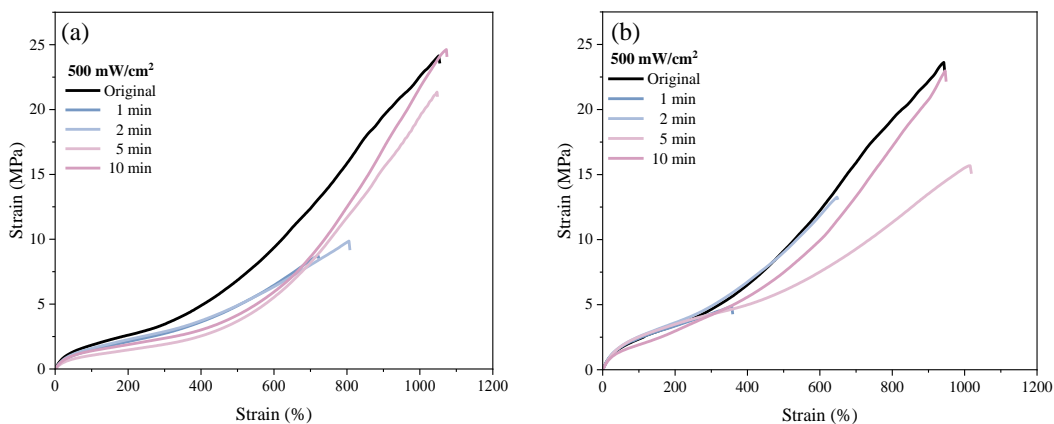 (a)
500 mW/cm²
Original
1 min
2 min
5 min
10 min
Strain (MPa)
25
20
15
10
5
0
0 200 400 600 800 1000 1200
Strain (%)
(b)
500 mW/cm²
Original
1 min
2 min
5 min
10 min
Strain (MPa)
25
20
15
10
5
0
0 200 400 600 800 1000 1200
Strain (%)